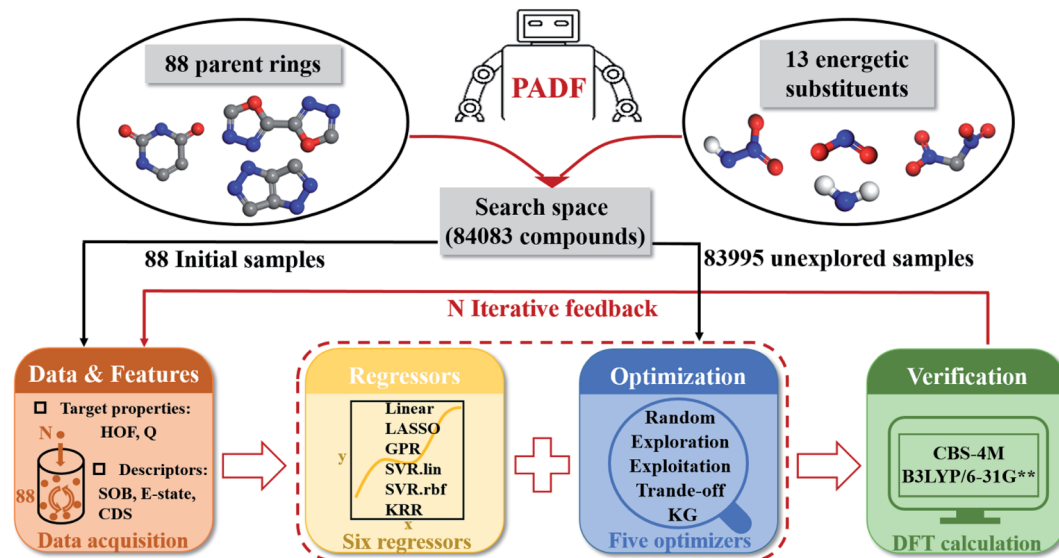 88 parent rings
PADF
13 energetic
substituents
Search space
(84083 compounds)
88 Initial samples
83995 unexplored samples
N Iterative feedback
Data & Features
Target properties:
HOF, Q
N
Descriptors:
SOB, E-state,
CDS
88
Data acquisition
Regressors
Linear
LASSO
GPR
SVR.lin
SVR.rbf
KRR
y
x
Six regressors
Optimization
Random
Exploration
Exploitation
Trande-off
KG
Five optimizers
Verification
CBS-4M
B3LYP/6-31G**
DFT calculation